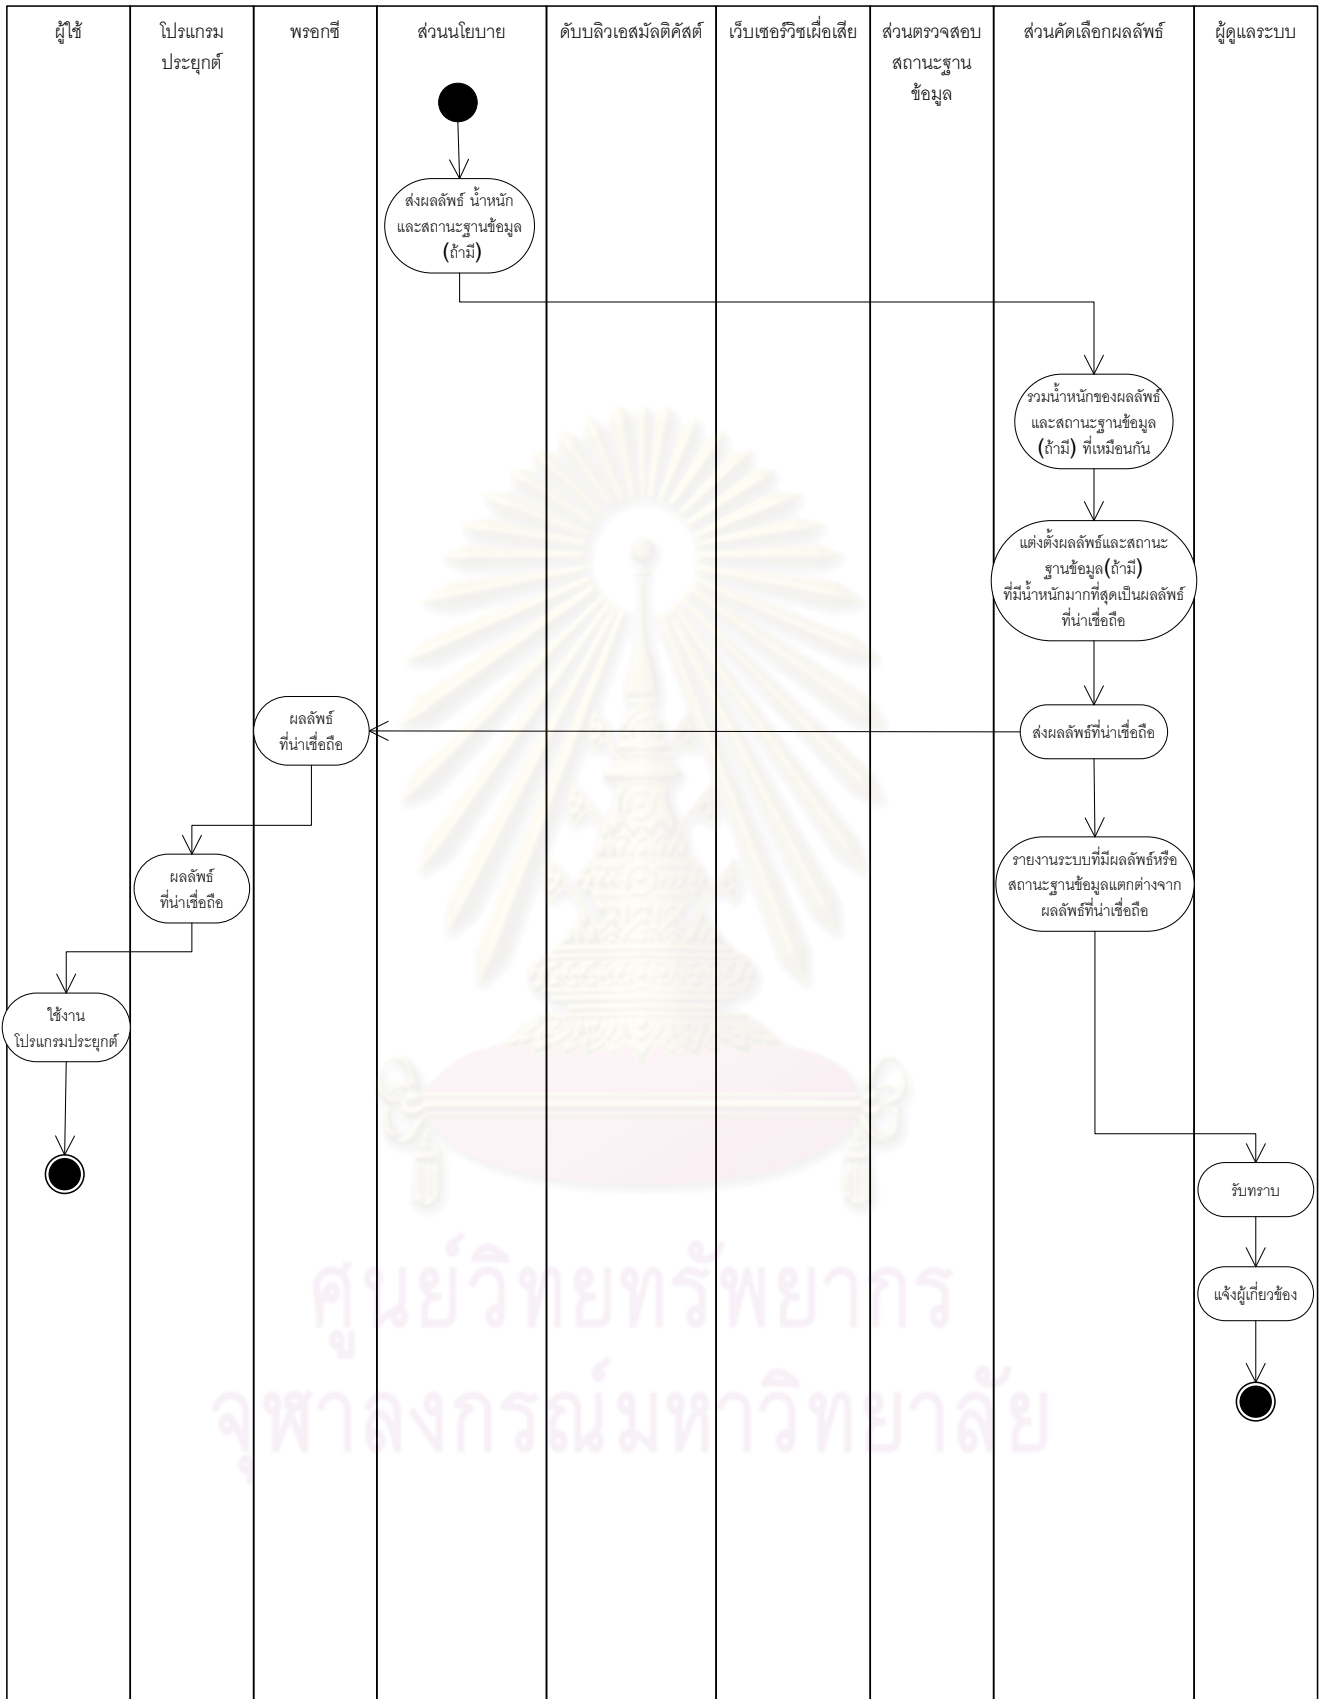 ผู้ใช้
โปรแกรม
ประยุกต์
พรอกซี
ส่วนนโยบาย
ดับบลิวเอสมัลติคัสต์
เว็บเซอร์วิซเผื่อเสีย
ส่วนตรวจสอบ
สถานะฐาน
ข้อมูล
ส่วนคัดเลือกผลลัพธ์
ผู้ดูแลระบบ
ส่งผลลัพธ์ น้ำหนัก
และสถานะฐานข้อมูล
(ถ้ามี)
รวมน้ำหนักของผลลัพธ์
และสถานะฐานข้อมูล
(ถ้ามี) ที่เหมือนกัน
แต่งตั้งผลลัพธ์และสถานะ
ฐานข้อมูล(ถ้ามี)
ที่มีน้ำหนักมากที่สุดเป็นผลลัพธ์
ที่น่าเชื่อถือ
ส่งผลลัพธ์ที่น่าเชื่อถือ
ผลลัพธ์
ที่น่าเชื่อถือ
ผลลัพธ์
ที่น่าเชื่อถือ
รายงานระบบที่มีผลลัพธ์หรือ
สถานะฐานข้อมูลแตกต่างจาก
ผลลัพธ์ที่น่าเชื่อถือ
ใช้งาน
โปรแกรมประยุกต์
รับทราบ
แจ้งผู้เกี่ยวข้อง
ศูนย์วิทยทรัพยากร
จุฬาลงกรณ์มหาวิทยาลัย